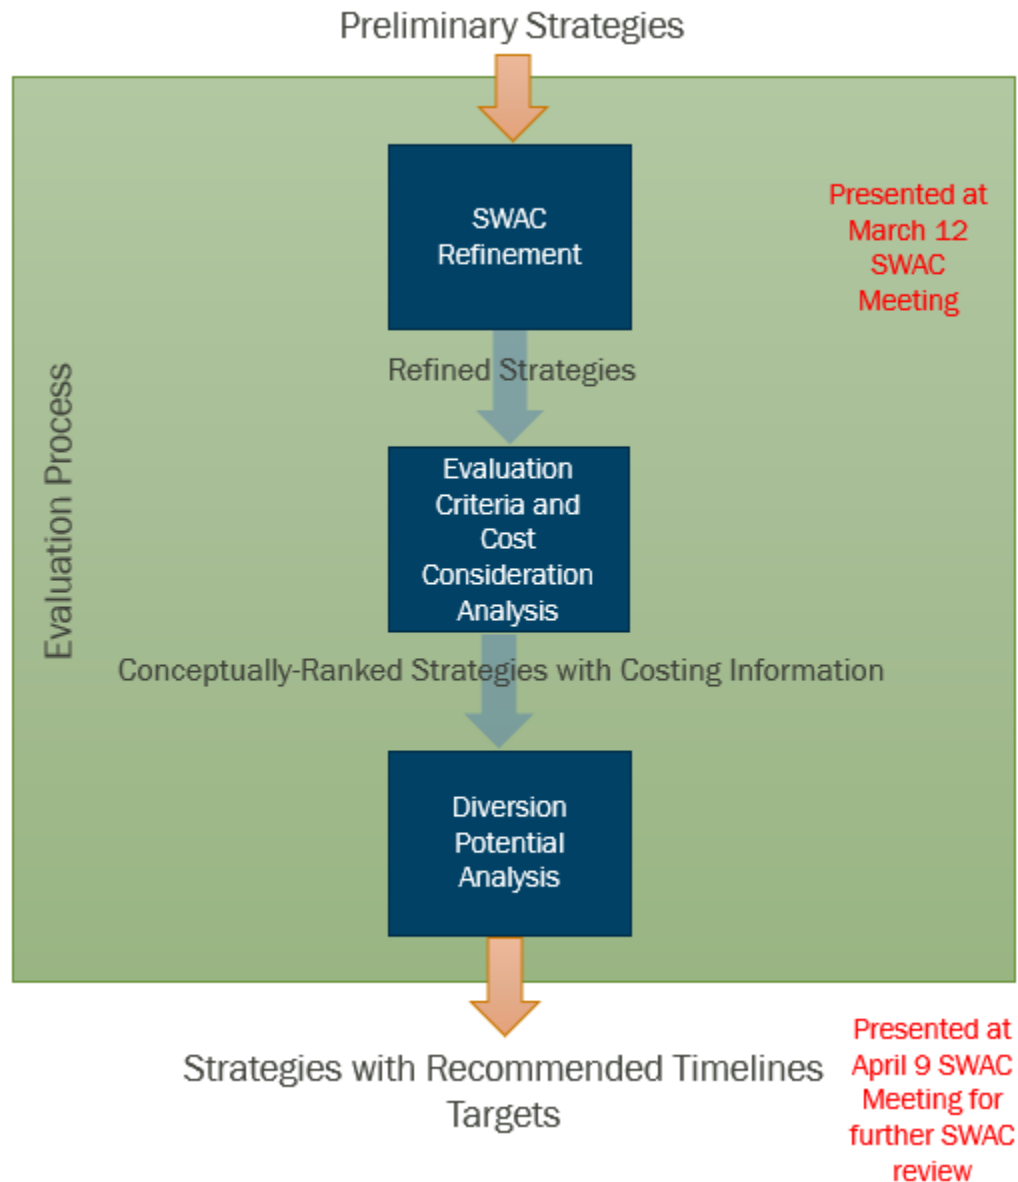 Preliminary Strategies
SWAC
Refinement
Presented at
March 12
SWAC
Meeting
Refined Strategies
Evaluation Process
Evaluation
Criteria and
Cost
Consideration
Analysis
Conceptually-Ranked Strategies with Costing Information
Diversion
Potential
Analysis
Strategies with Recommended Timelines
Targets
Presented at
April 9 SWAC
Meeting for
further SWAC
review